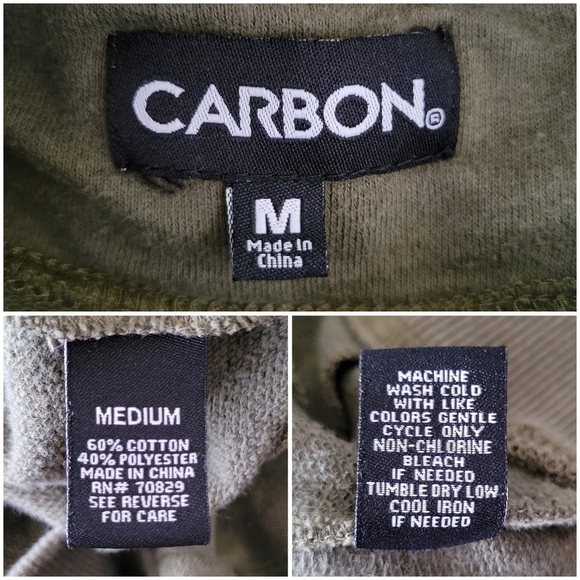 CARBON®
M
Made In
China
MEDIUM
60% COTTON
40% POLYESTER
MADE IN CHINA
RN# 70829
SEE REVERSE
FOR CARE
MACHINE
WASH COLD
WITH LIKE
COLORS GENTLE
CYCLE ONLY
NON-CHLORINE
BLEACH
IF NEEDED
TUMBLE DRY LOW
COOL IRON
IF NEEDED